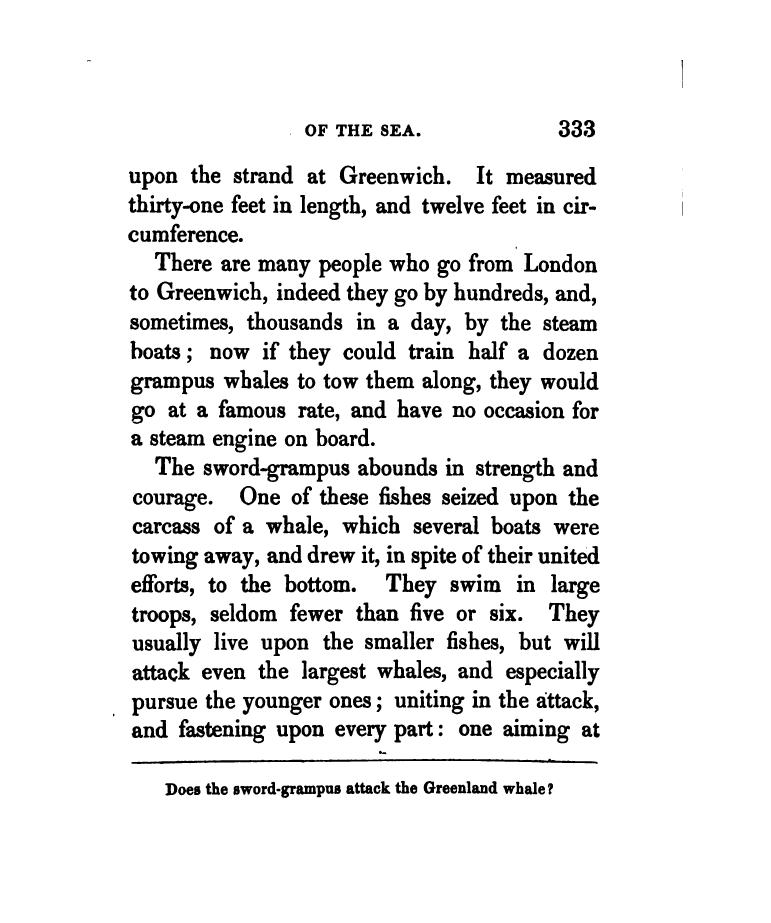 OF THE SEA. 333
upon the strand at Greenwich. It measured
thirty-one feet in length, and twelve feet in cir-
cumference.
There are many people who go from London
to Greenwich, indeed they go by hundreds, and,
sometimes, thousands in a day, by the steam
boats; now if they could train half a dozen
grampus whales to tow them along, they would
go at a famous rate, and have no occasion for
a steam engine on board.
The sword-grampus abounds in strength and
courage. One of these fishes seized upon the
carcass of a whale, which several boats were
towing away, and drew it, in spite of their united
efforts, to the bottom. They swim in large
troops, seldom fewer than five or six. They
usually live upon the smaller fishes, but will
attack even the largest whales, and especially
pursue the younger ones; uniting in the attack,
and fastening upon every part: one aiming at
Does the sword-grampus attack the Greenland whale?